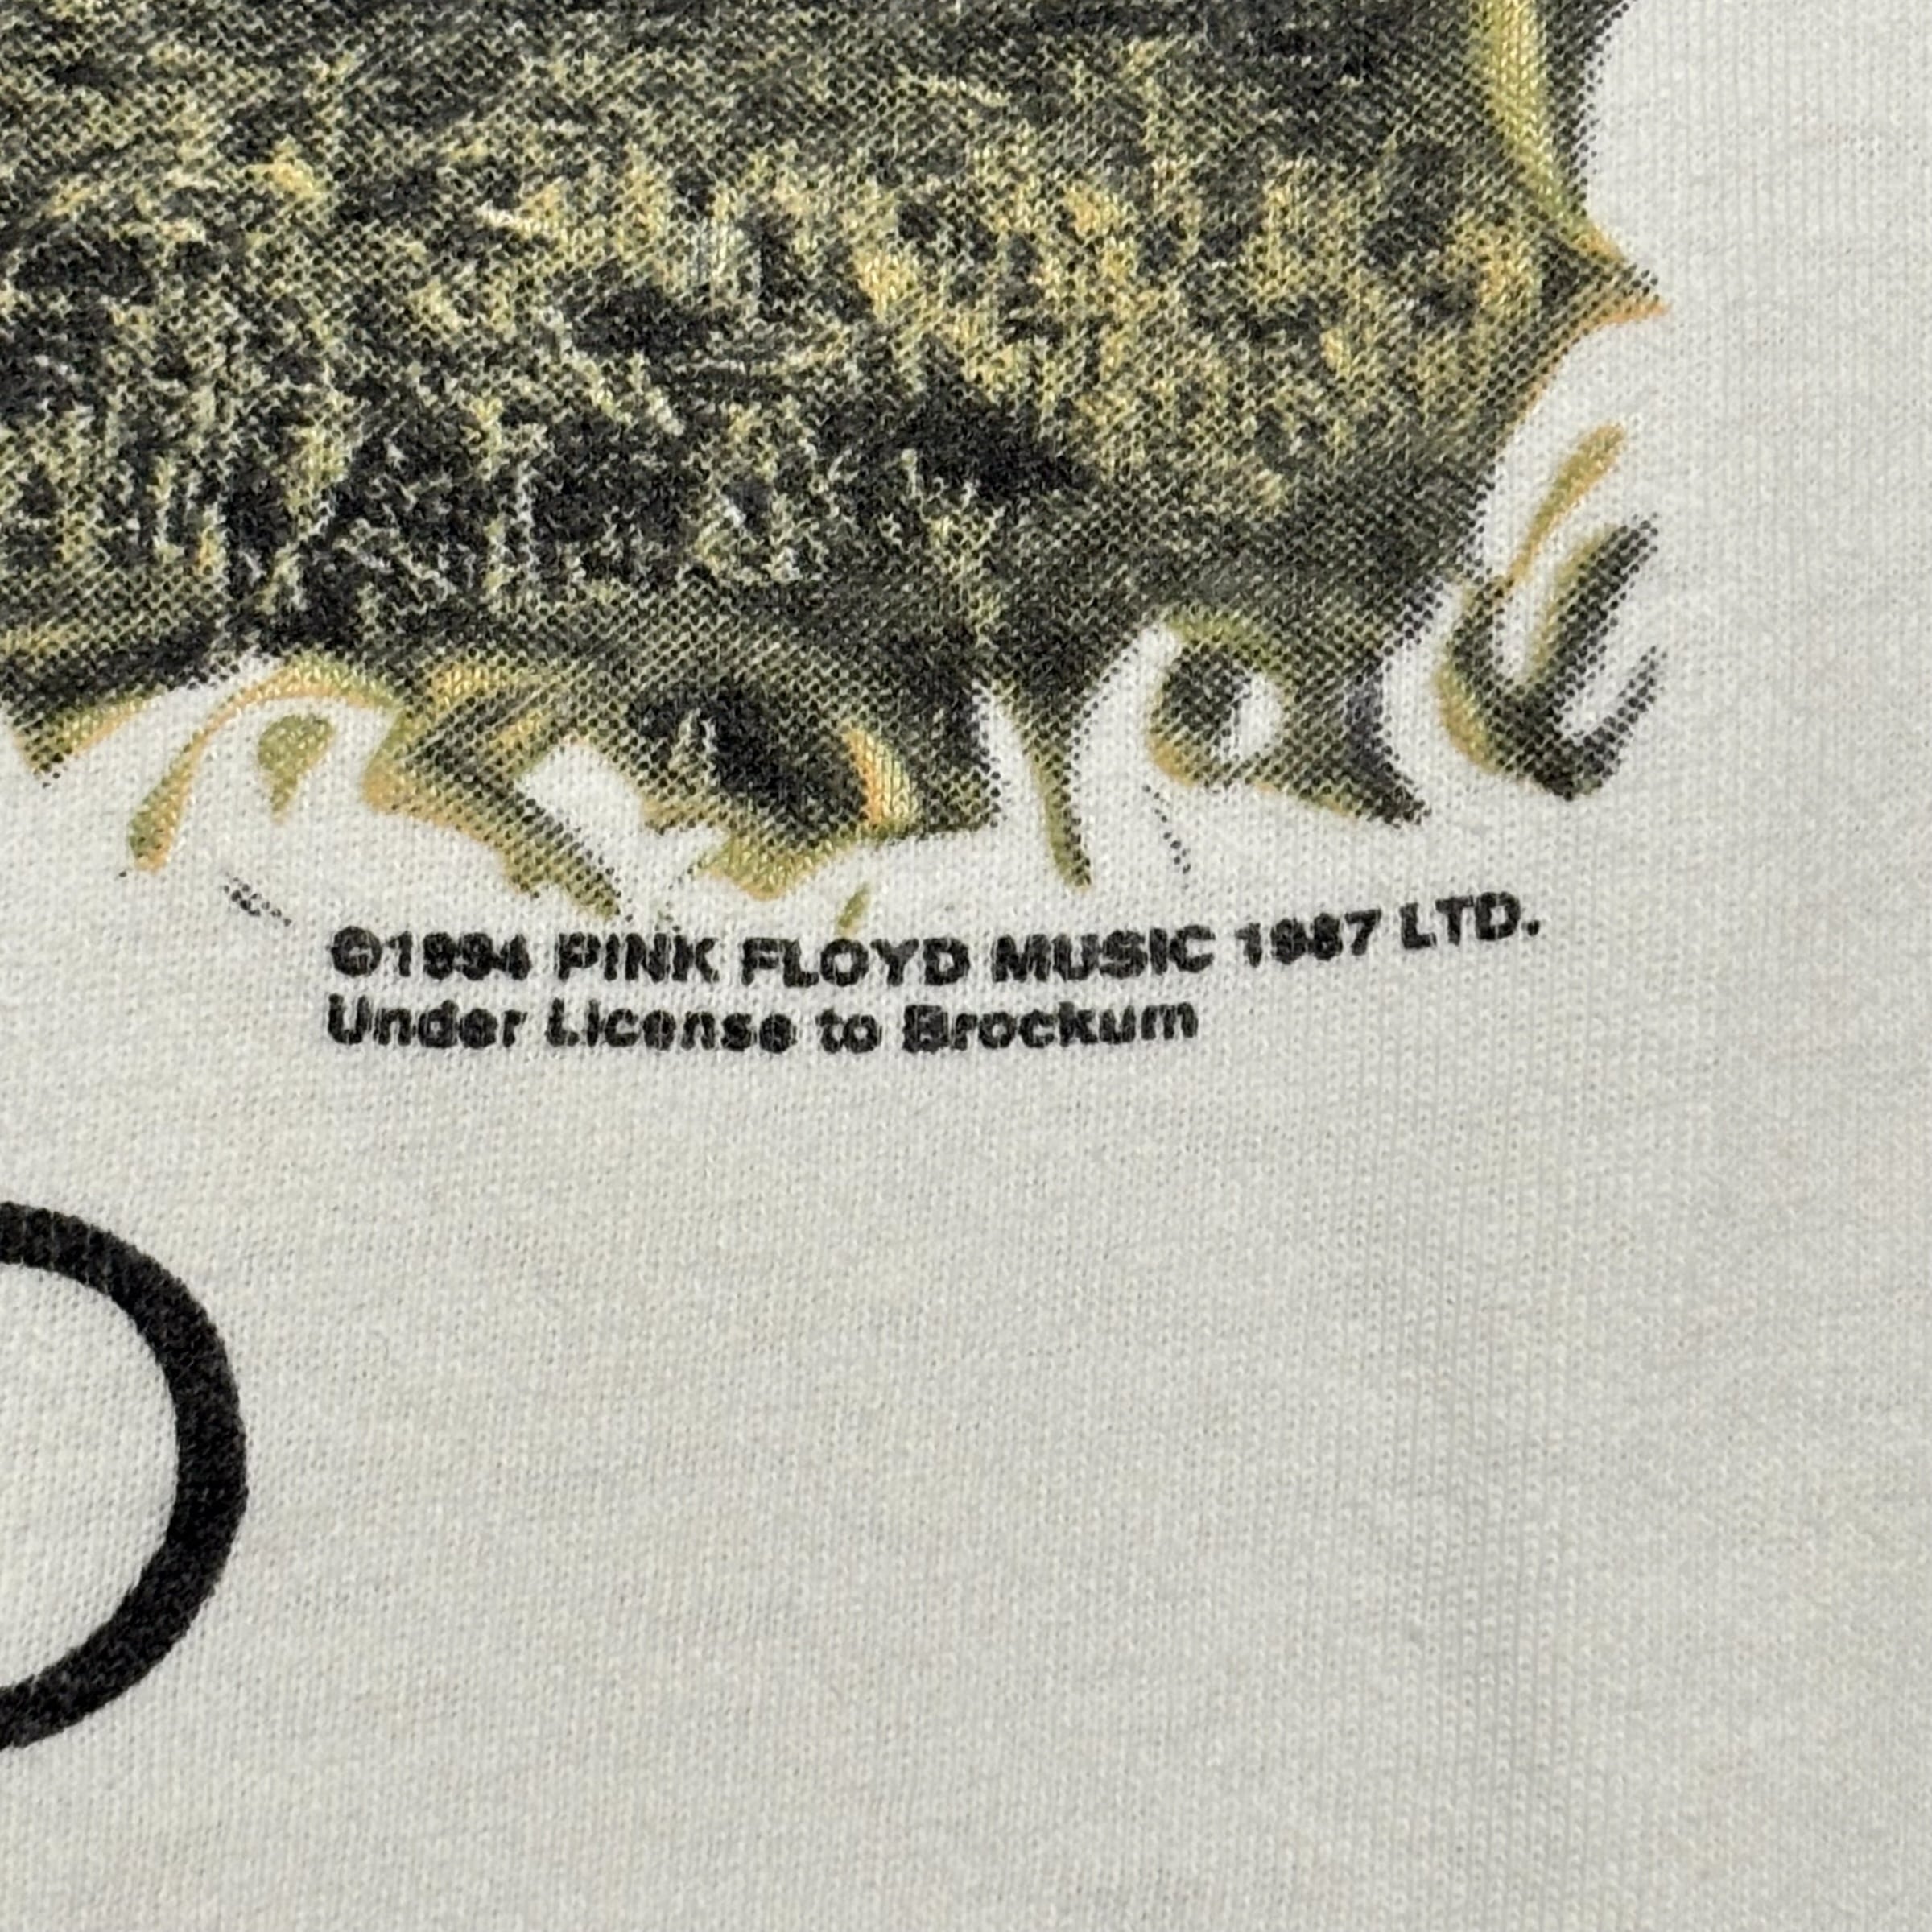 ©1994 PINK FLOYD MUSIC 1987 LTD.
Under License to Brockum